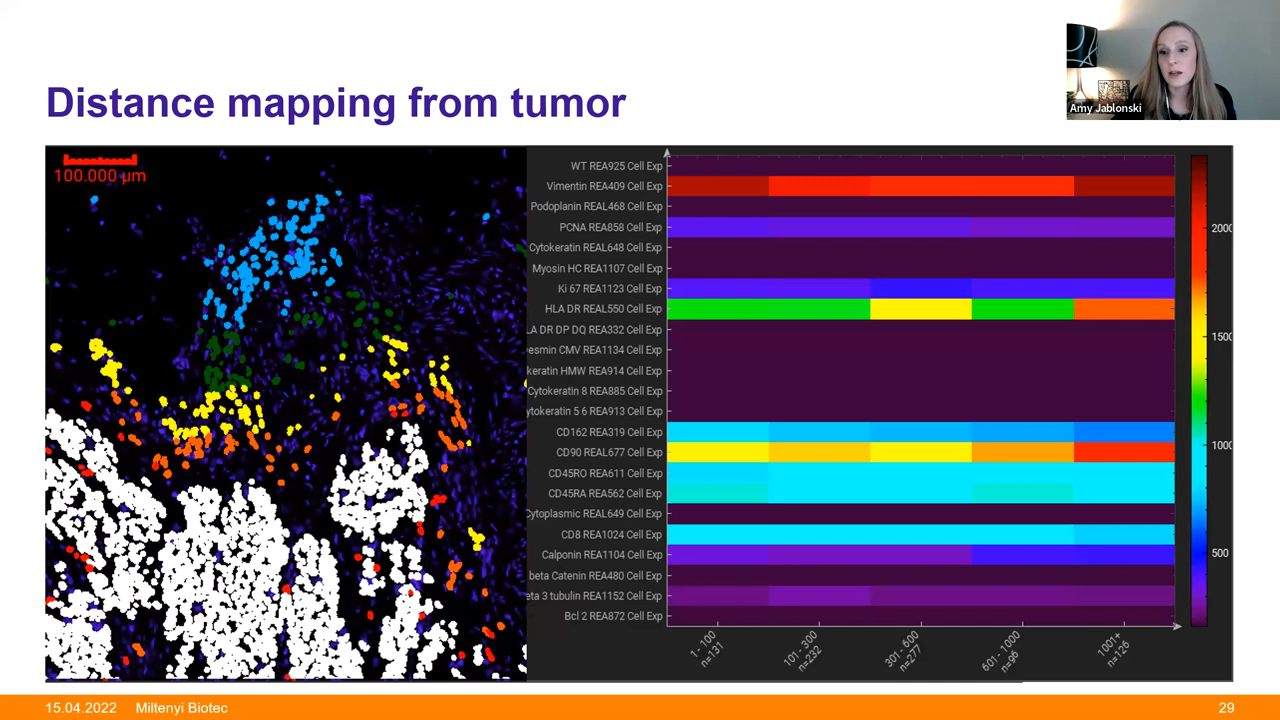 Amy Jablonski
Distance mapping from tumor
100.000 µm
WT REA925 Cell Exp
Vimentin REA409 Cell Exp
Podoplanin REAL468 Cell Exp
PCNA REA858 Cell Exp
Cytokeratin REAL648 Cell Exp
Myosin HC REA1107 Cell Exp
Ki 67 REA1123 Cell Exp
HLA DR REAL550 Cell Exp
LA DR DP DQ REA332 Cell Exp
esmin CMV REA1134 Cell Exp
keratin HMW REA914 Cell Exp
Cytokeratin 8 REA885 Cell Exp
ytokeratin 5 6 REA913 Cell Exp
CD162 REA319 Cell Exp
CD90 REAL677 Cell Exp
CD45RO REA611 Cell Exp
CD45RA REA562 Cell Exp
Cytoplasmic REAL649 Cell Exp
CD8 REA1024 Cell Exp
Calponin REA1104 Cell Exp
beta Catenin REA480 Cell Exp
eta 3 tubulin REA1152 Cell Exp
Bcl 2 REA872 Cell Exp
1 - 100
n=131
101 - 300
n=232
301 - 600
n=277
601 - 1000
n=96
1001+
n=126
2000
1500
1000
500
15.04.2022 Miltenyi Biotec
29